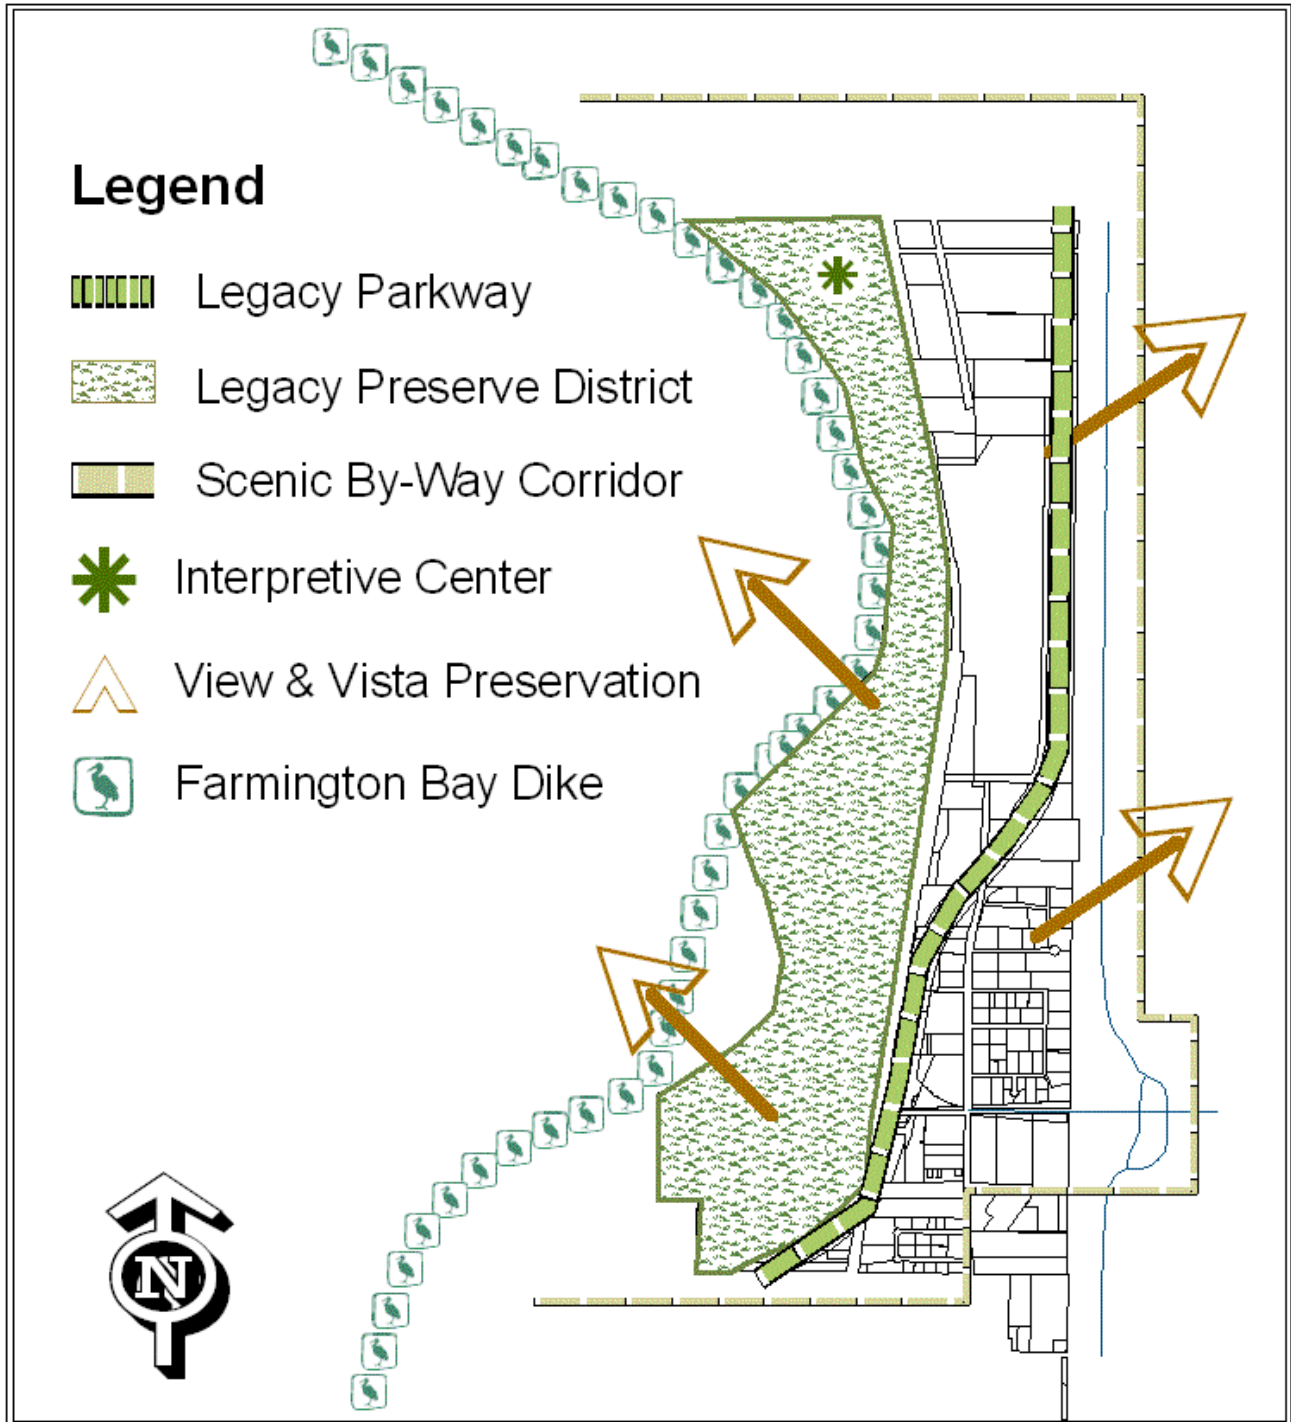 Legend
Legacy Parkway
Legacy Preserve District
Scenic By-Way Corridor
Interpretive Center
View & Vista Preservation
Farmington Bay Dike
N